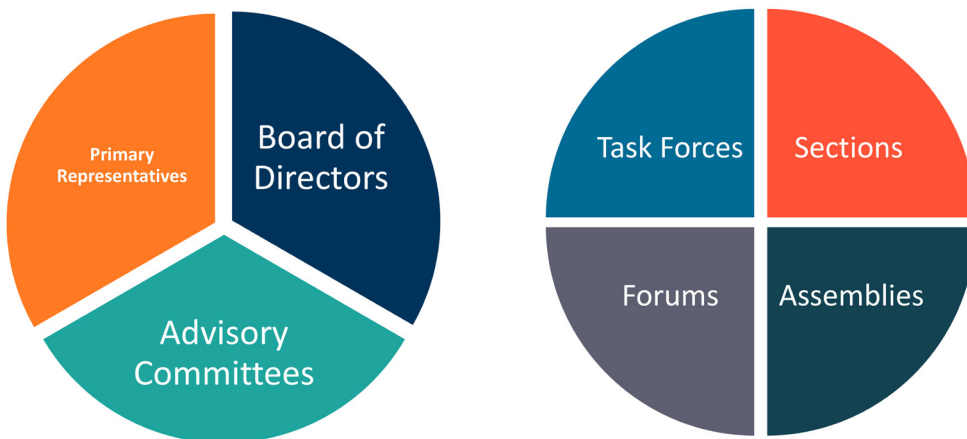 Primary
Representatives
Board of
Directors
Advisory
Committees
Task Forces
Sections
Forums
Assemblies